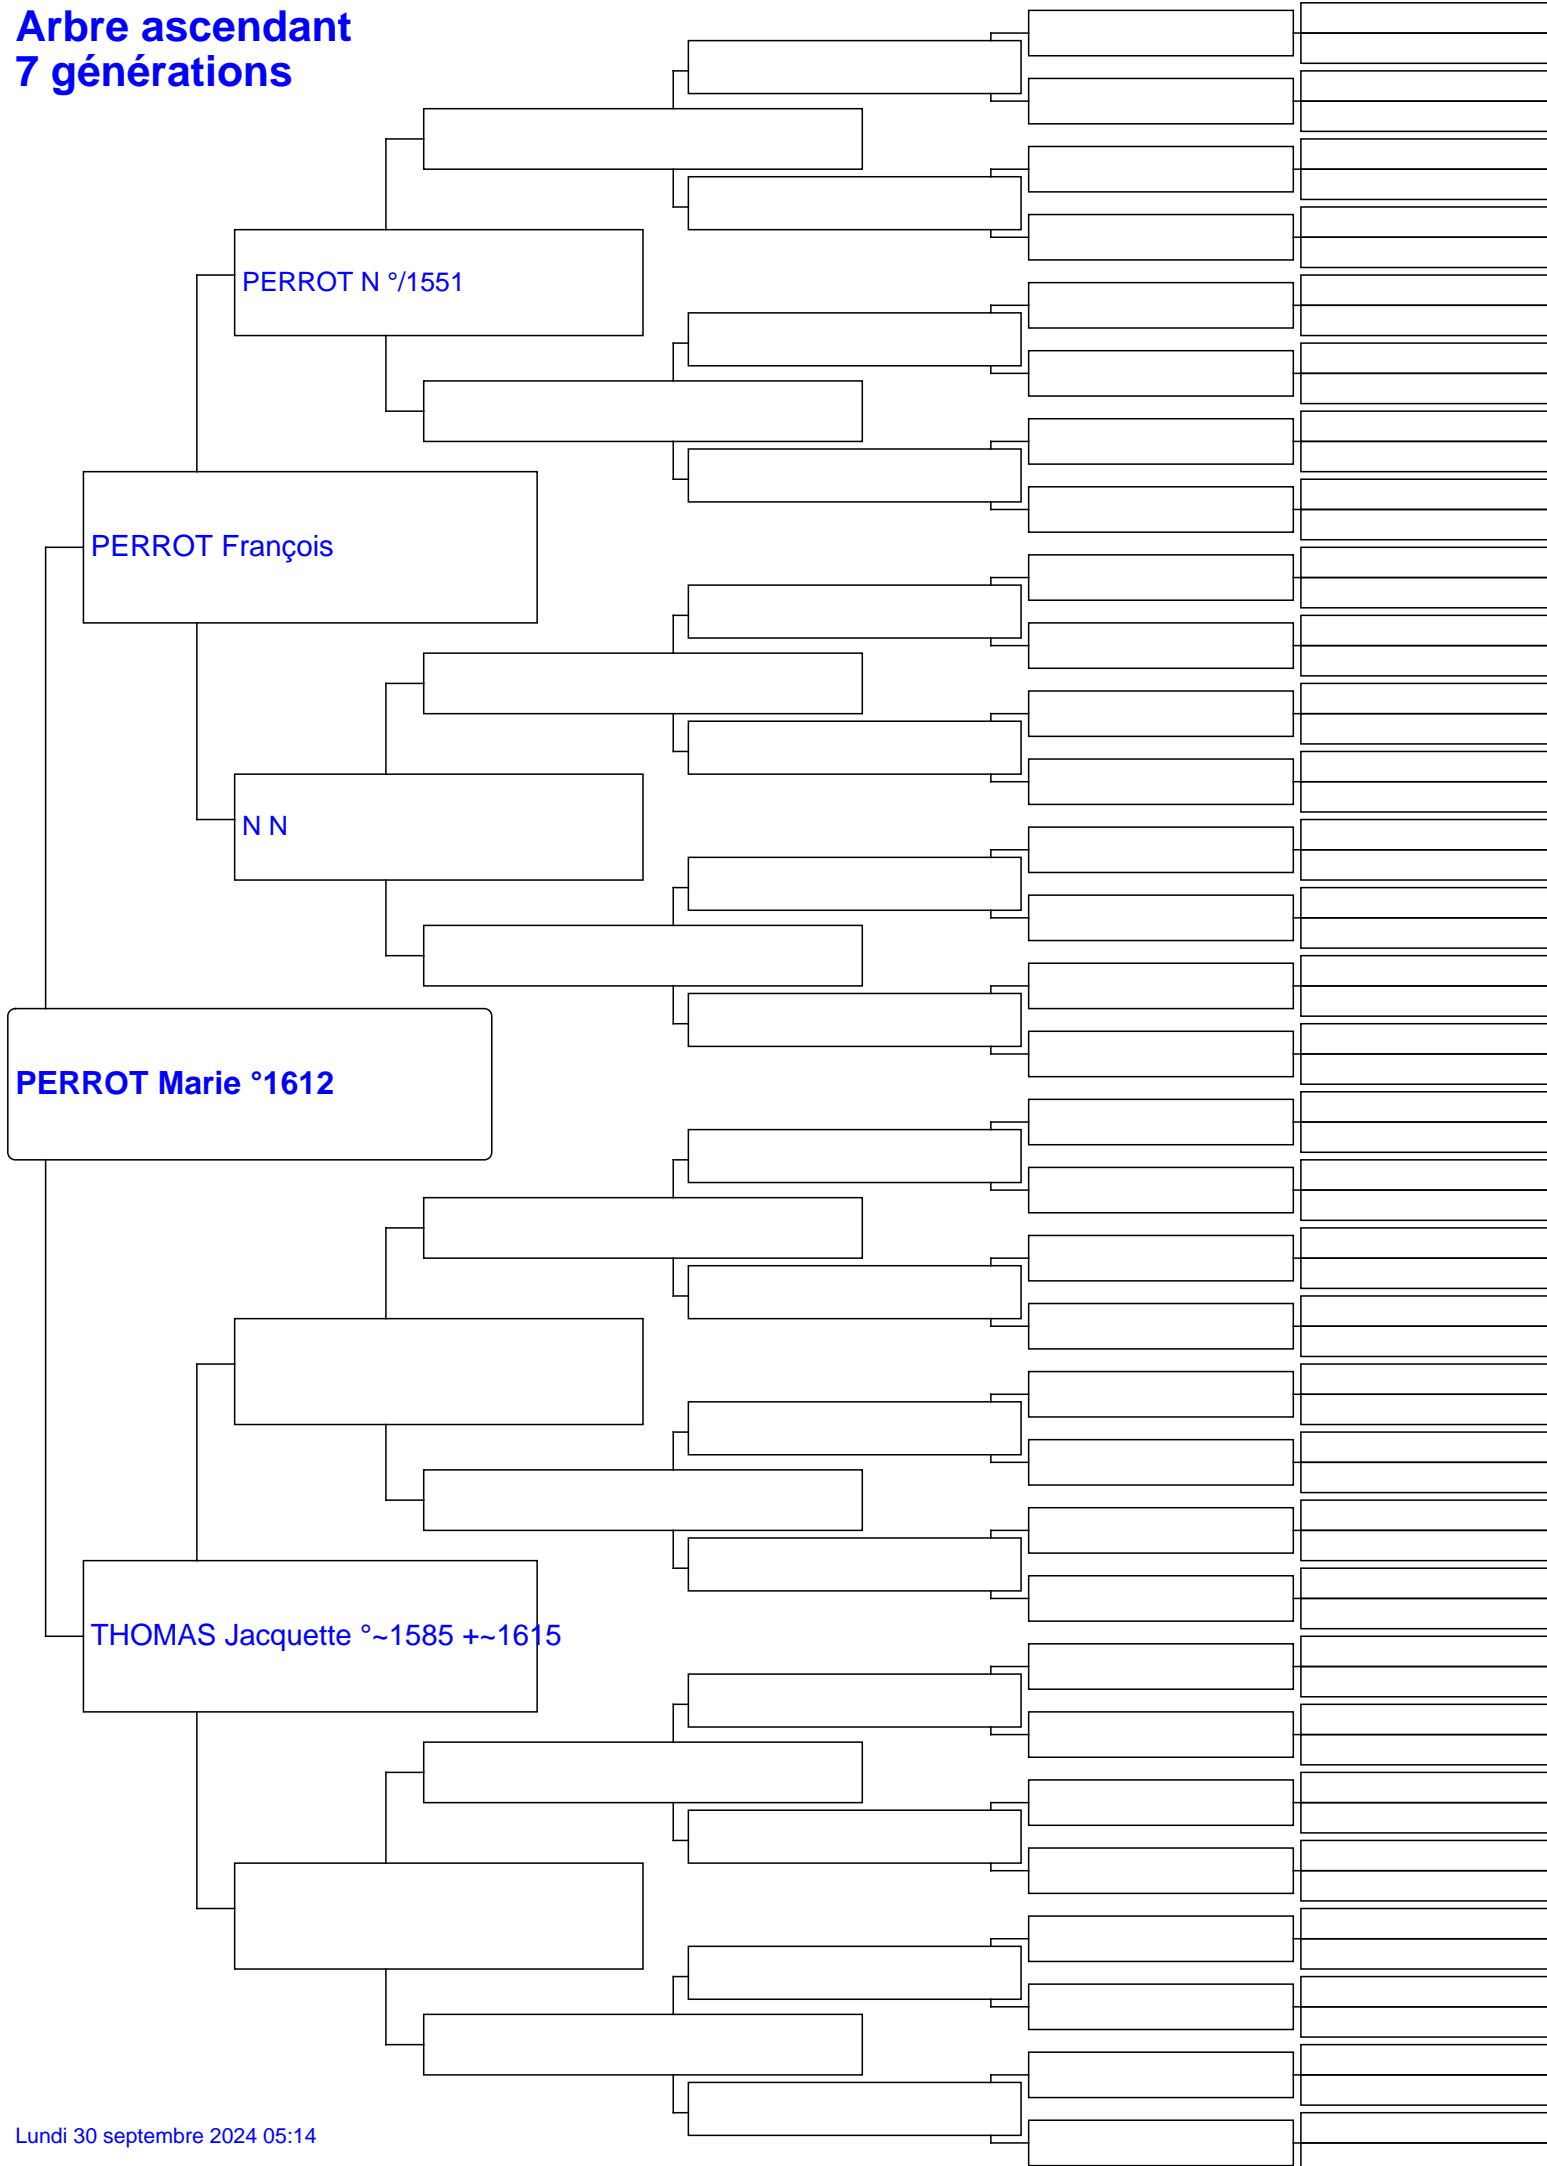 Arbre ascendant
7 générations
PERROT N °/1551
PERROT François
N N
PERROT Marie °1612
THOMAS Jacquette °~1585 +~1615
Lundi 30 septembre 2024 05:14